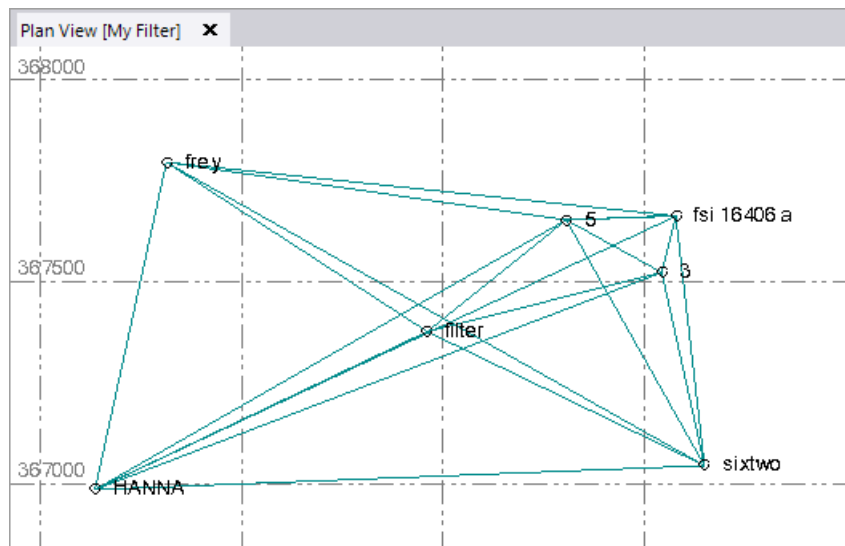 Plan View [My Filter] X
368000
frey
5
fsi 16406 a
367500
3
filter
367000
sixtwo
HANNA